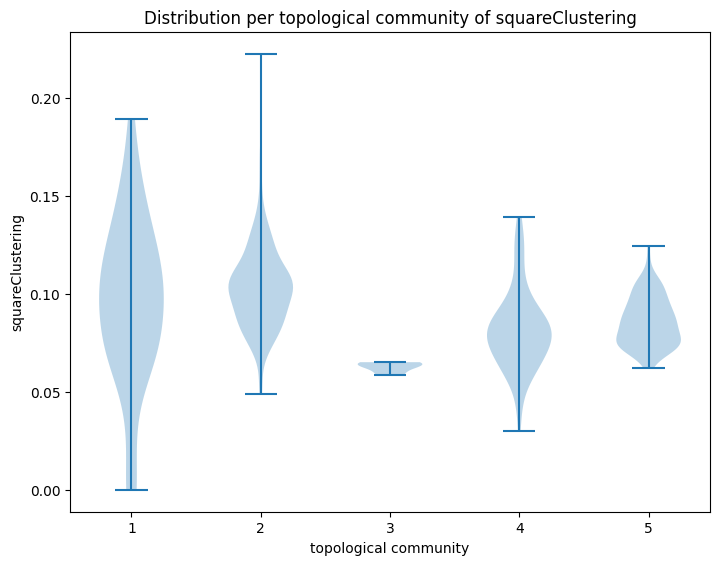 Distribution per topological community of squareClustering
squareClustering
0.20
0.15
0.10
0.05
0.00
1 2 3 4 5
topological community